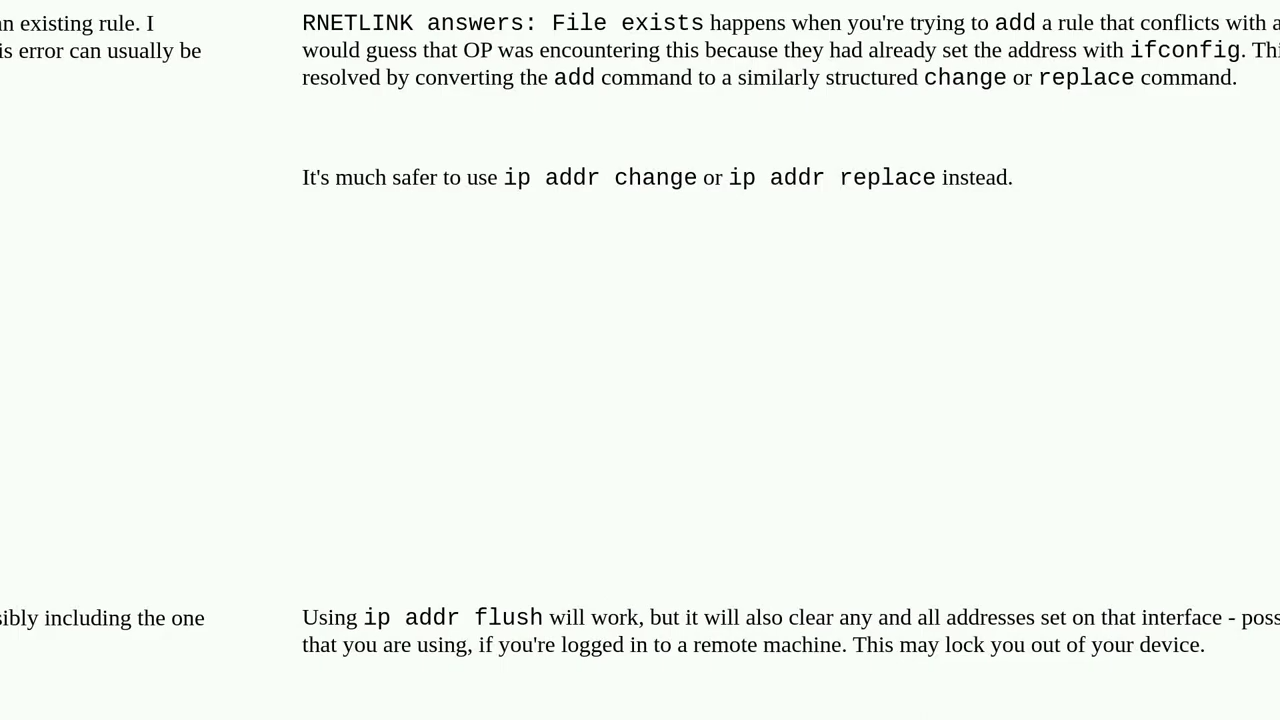 an existing rule. I
is error can usually be
RNETLINK answers: File exists happens when you're trying to add a rule that conflicts with a
would guess that OP was encountering this because they had already set the address with ifconfig. Thi
resolved by converting the add command to a similarly structured change or replace command.
It's much safer to use ip addr change or ip addr replace instead.
sibly including the one
Using ip addr flush will work, but it will also clear any and all addresses set on that interface - poss
that you are using, if you're logged in to a remote machine. This may lock you out of your device.